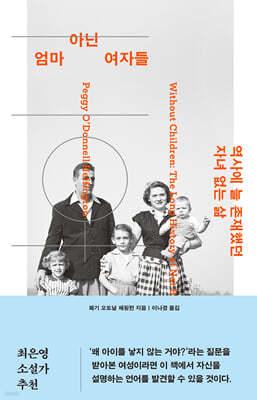 아닌
엄마 여자들
Peggy O'Donnell
Without Children: The Long History of
역사에 늘 존재했던
자녀 없는 삶
페기 오도널 헤핑턴 지음 | 이나경 옮김
최은영
소설가
추천
'왜 아이를 낳지 않는 거야?'라는 질문을
받아본 여성이라면 이 책에서 자신을
설명하는 언어를 발견할 수 있을 것이다.